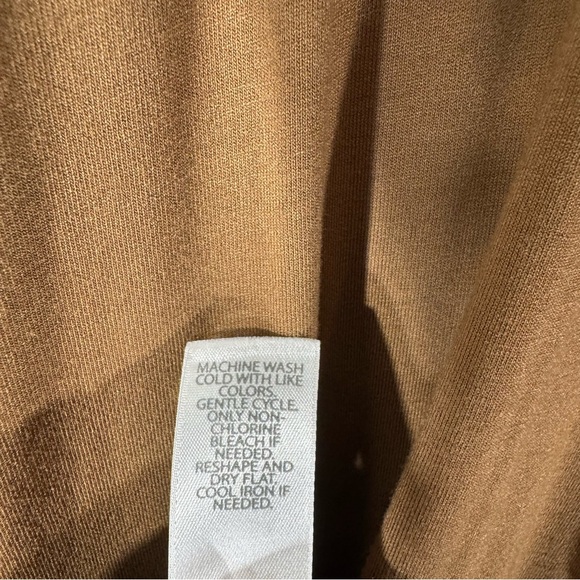 MACHINE WASH
COLD WITH LIKE
COLORS.
GENTLE CYCLE.
ONLY NON-
CHLORINE
BLEACH IF
NEEDED.
RESHAPE AND
DRY FLAT.
COOL IRON IF
NEEDED.